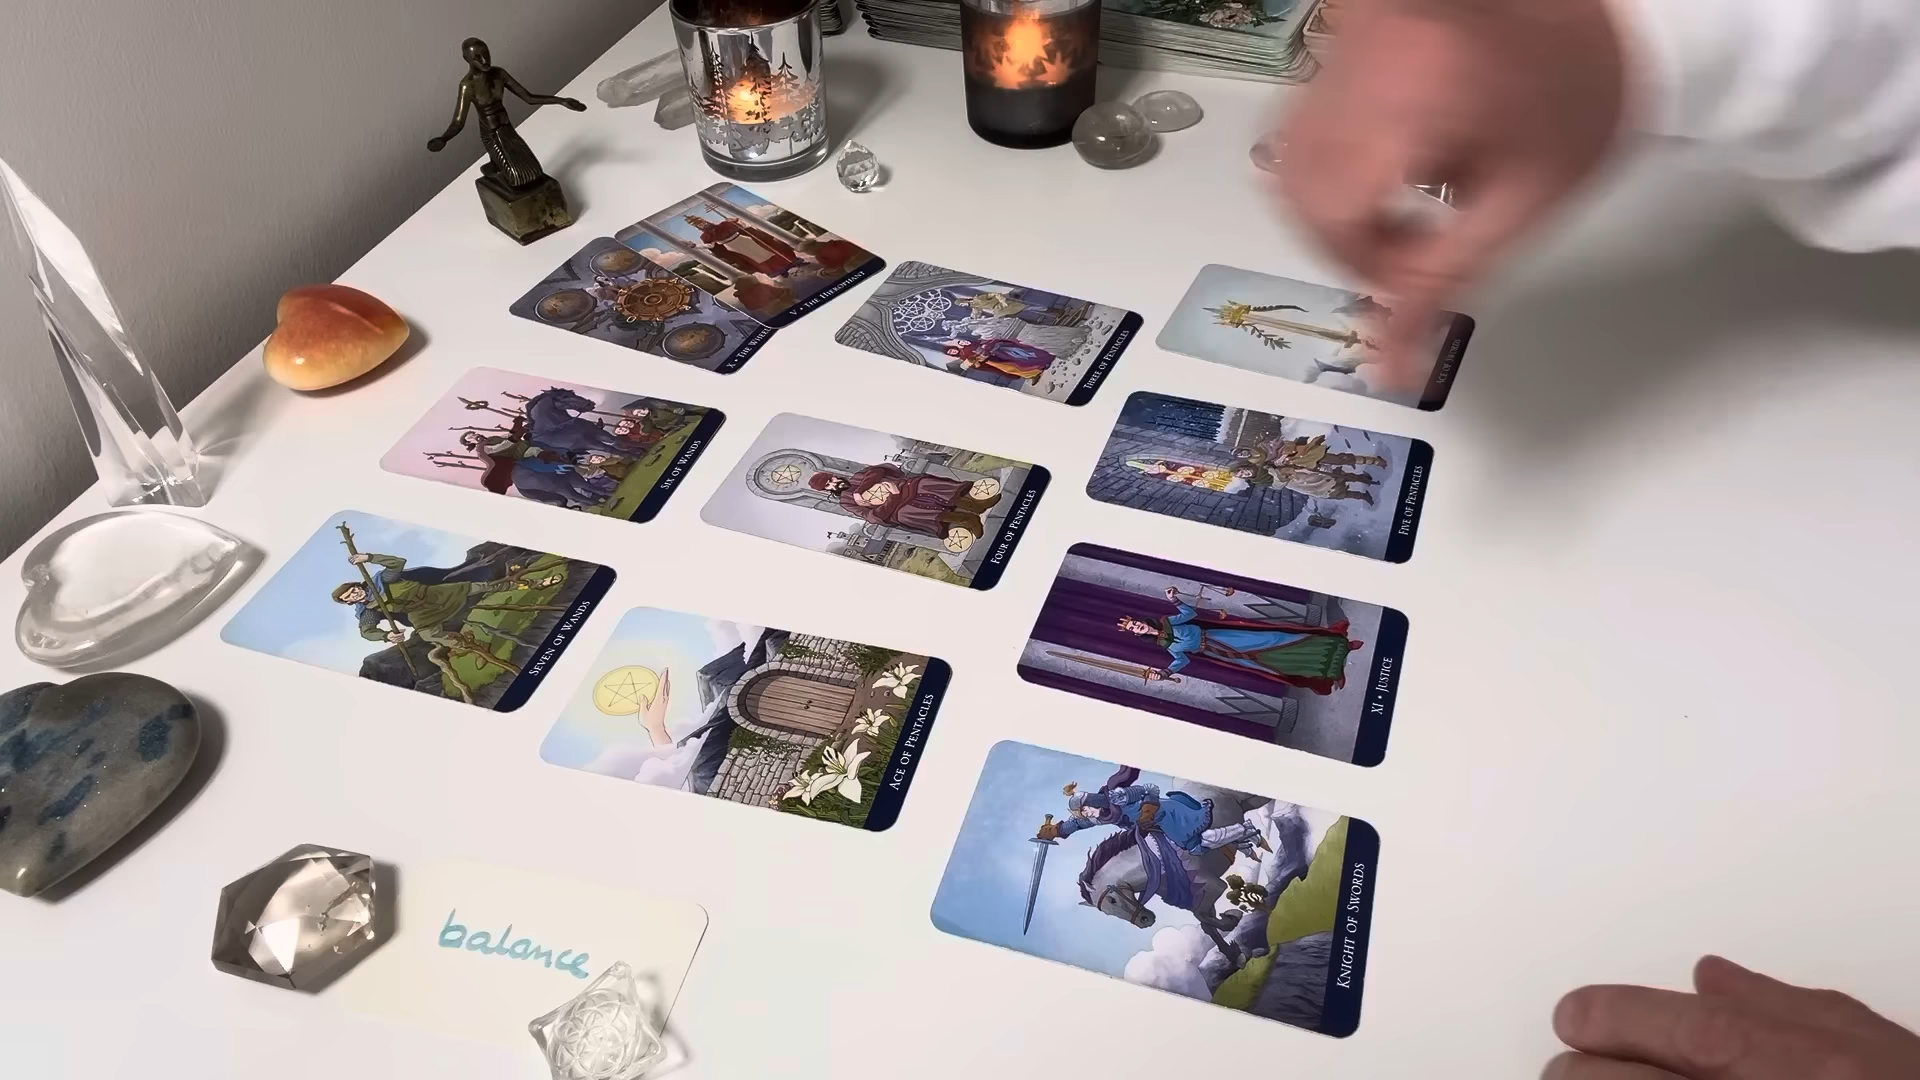 V • THE HIEROPHANT
X • THE WHEEL
THREE OF PENTACLES
ACE OF SWORDS
SIX OF WANDS
FOUR OF PENTACLES
FIVE OF PENTACLES
SEVEN OF WANDS
ACE OF PENTACLES
XI • JUSTICE
KNIGHT OF SWORDS
balance